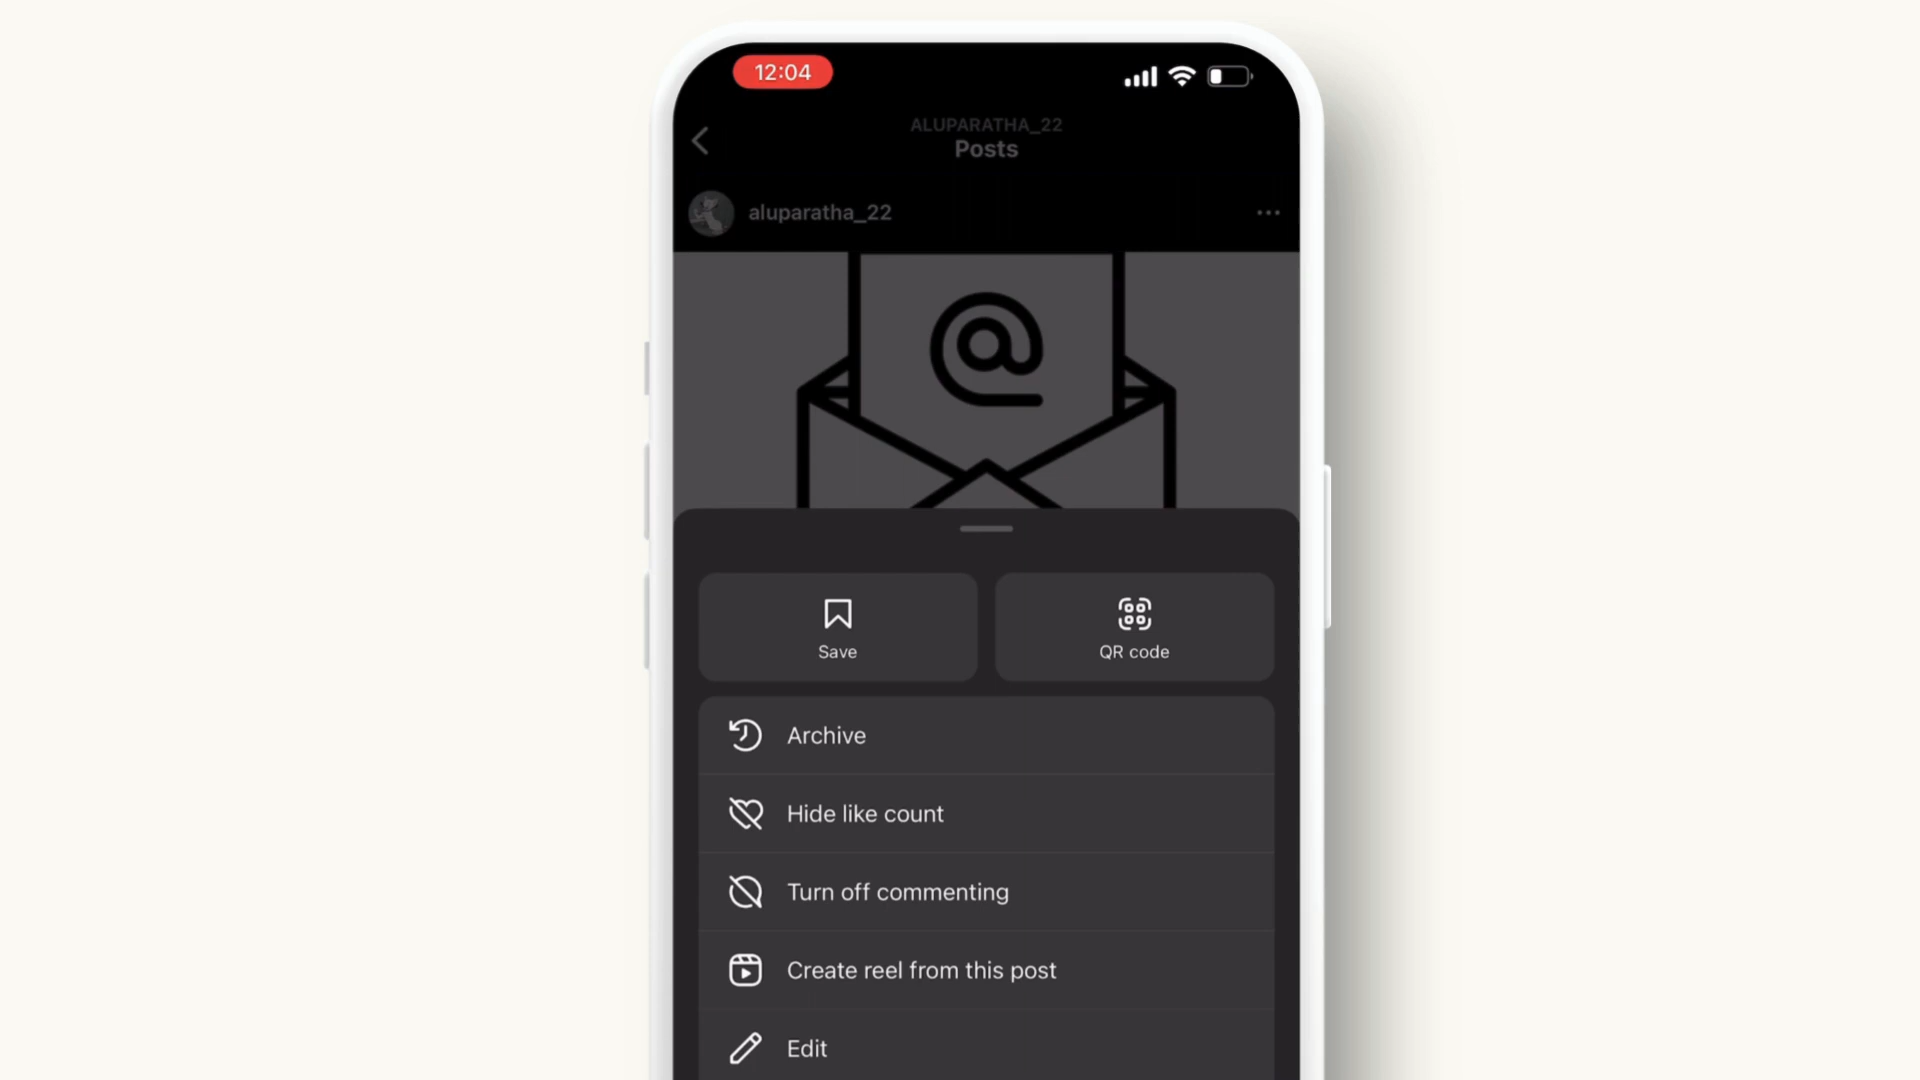 12:04
ALUPARATHA_22
Posts
aluparatha_22
@
Save
QR code
Archive
Hide like count
Turn off commenting
Create reel from this post
Edit